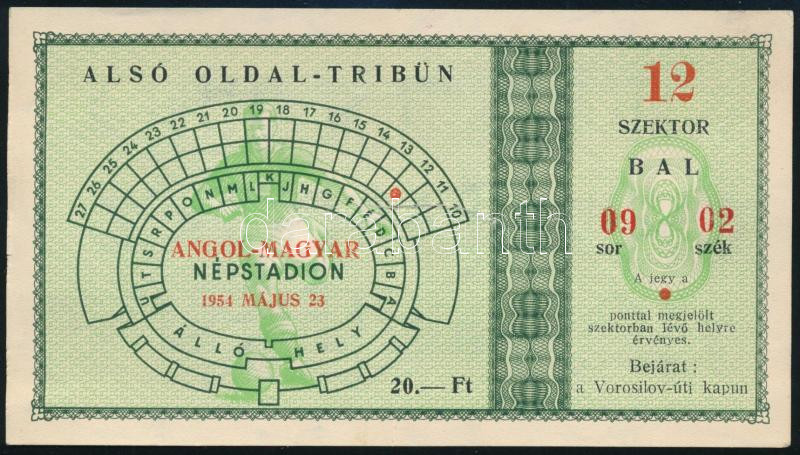 ALSÓ OLDAL-TRIBÜN
27 26 25 24 23 22 21 20 19 18 17 16 15 14 13 12 11 10
U T S R P O N M L K J H G F É D C B A
ANGOL-MAGYAR
NÉPSTADION
1954 MÁJUS 23
ÁLLÓ HELY
20.— Ft
12
SZEKTOR
BAL
09 02
sor szék
A jegy a
ponttal megjelölt
szektorban lévő helyre
érvényes.
Bejárat :
a Vorosilov-úti kapun
darabanth